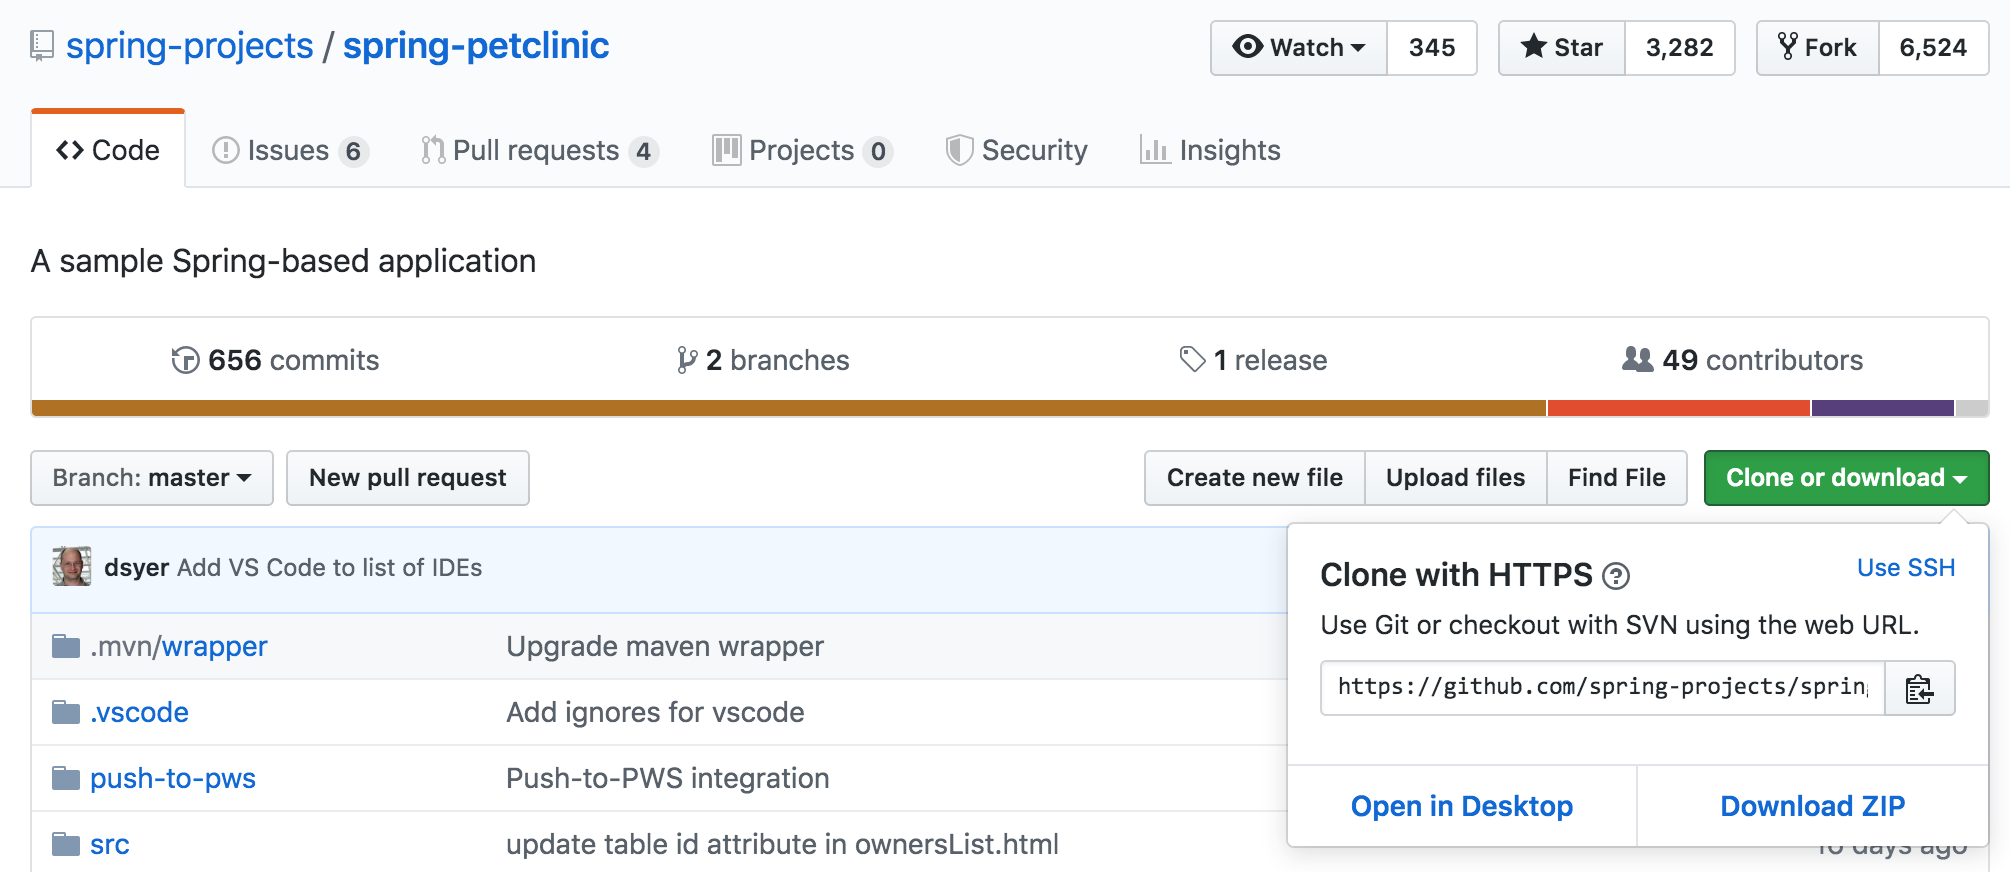 spring-projects / spring-petclinic
Watch 345
Star 3,282
Fork 6,524
Code
Issues 6
Pull requests 4
Projects 0
Security
Insights
A sample Spring-based application
656 commits
2 branches
1 release
49 contributors
Branch: master
New pull request
Create new file
Upload files
Find File
Clone or download
dsyer Add VS Code to list of IDEs
Clone with HTTPS
Use SSH
Use Git or checkout with SVN using the web URL.
https://github.com/spring-projects/spring
.mvn/wrapper
Upgrade maven wrapper
.vscode
Add ignores for vscode
push-to-pws
Push-to-PWS integration
Open in Desktop
Download ZIP
src
update table id attribute in ownersList.html
days ago